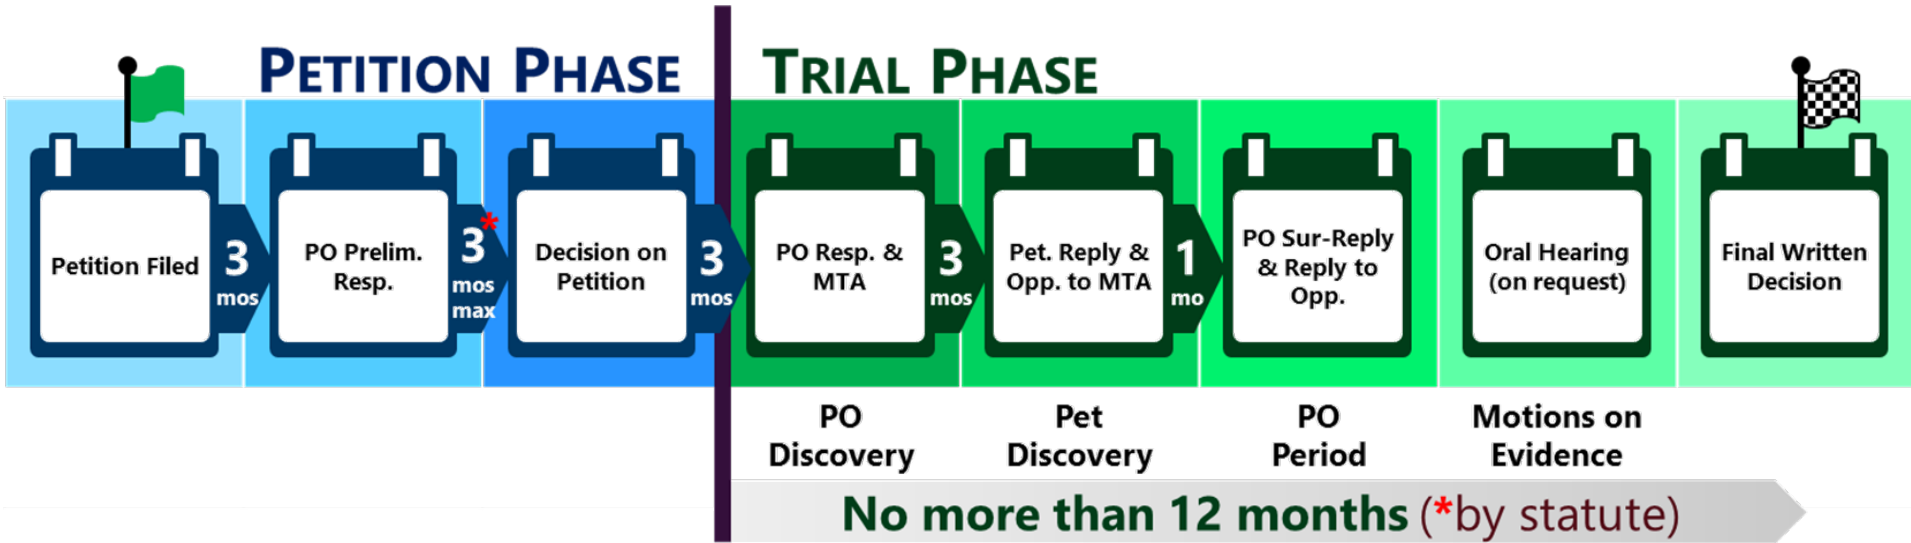 PETITION PHASE
TRIAL PHASE
Petition Filed
3
mos
PO Prelim.
Resp.
3*
mos
max
Decision on
Petition
3
mos
PO Resp. &
MTA
3
mos
Pet. Reply &
Opp. to MTA
1
mo
PO Sur-Reply
& Reply to
Opp.
Oral Hearing
(on request)
Final Written
Decision
PO
Discovery
Pet
Discovery
PO
Period
Motions on
Evidence
No more than 12 months (*by statute)